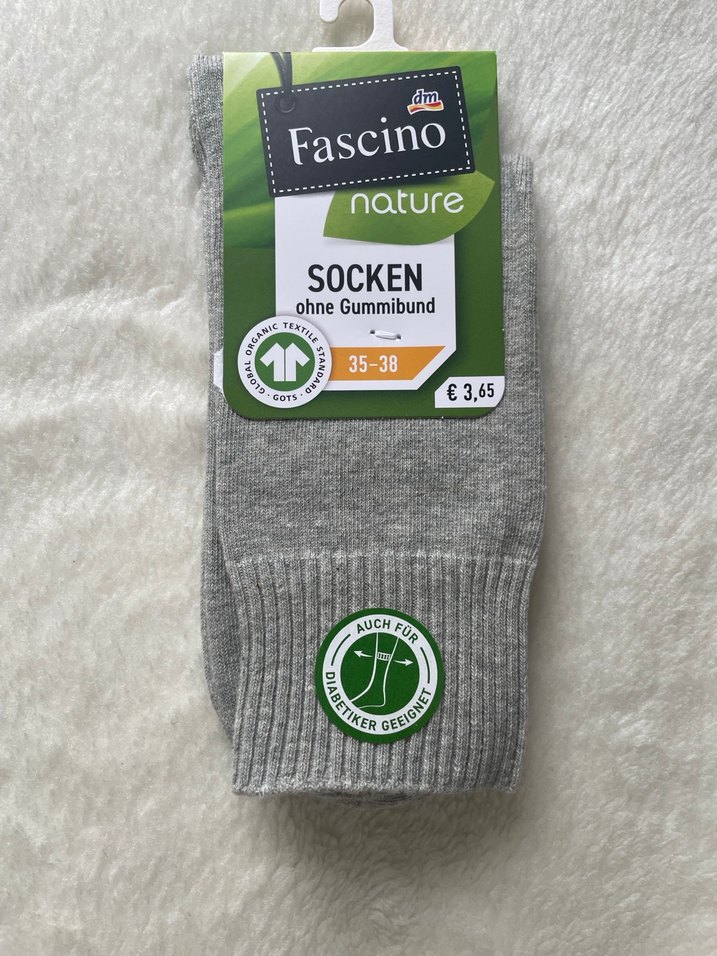 dm
Fascino
nature
SOCKEN
ohne Gummibund
GLOBAL ORGANIC TEXTILE STANDARD
· GOTS ·
35-38
€ 3,65
AUCH FÜR
DIABETIKER GEEIGNET